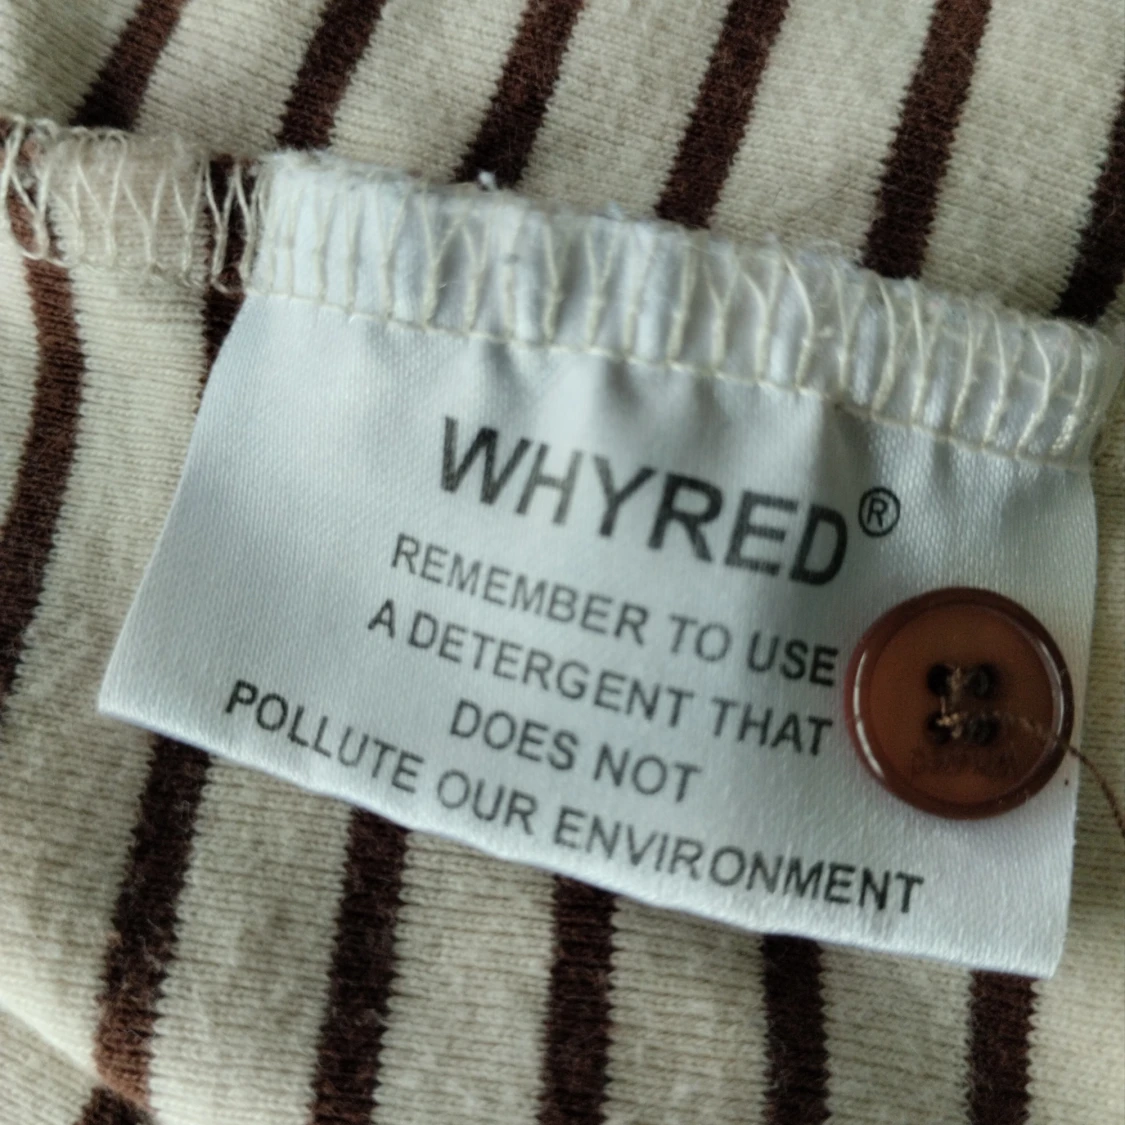 WHYRED®
REMEMBER TO USE
A DETERGENT THAT
DOES NOT
POLLUTE OUR ENVIRONMENT